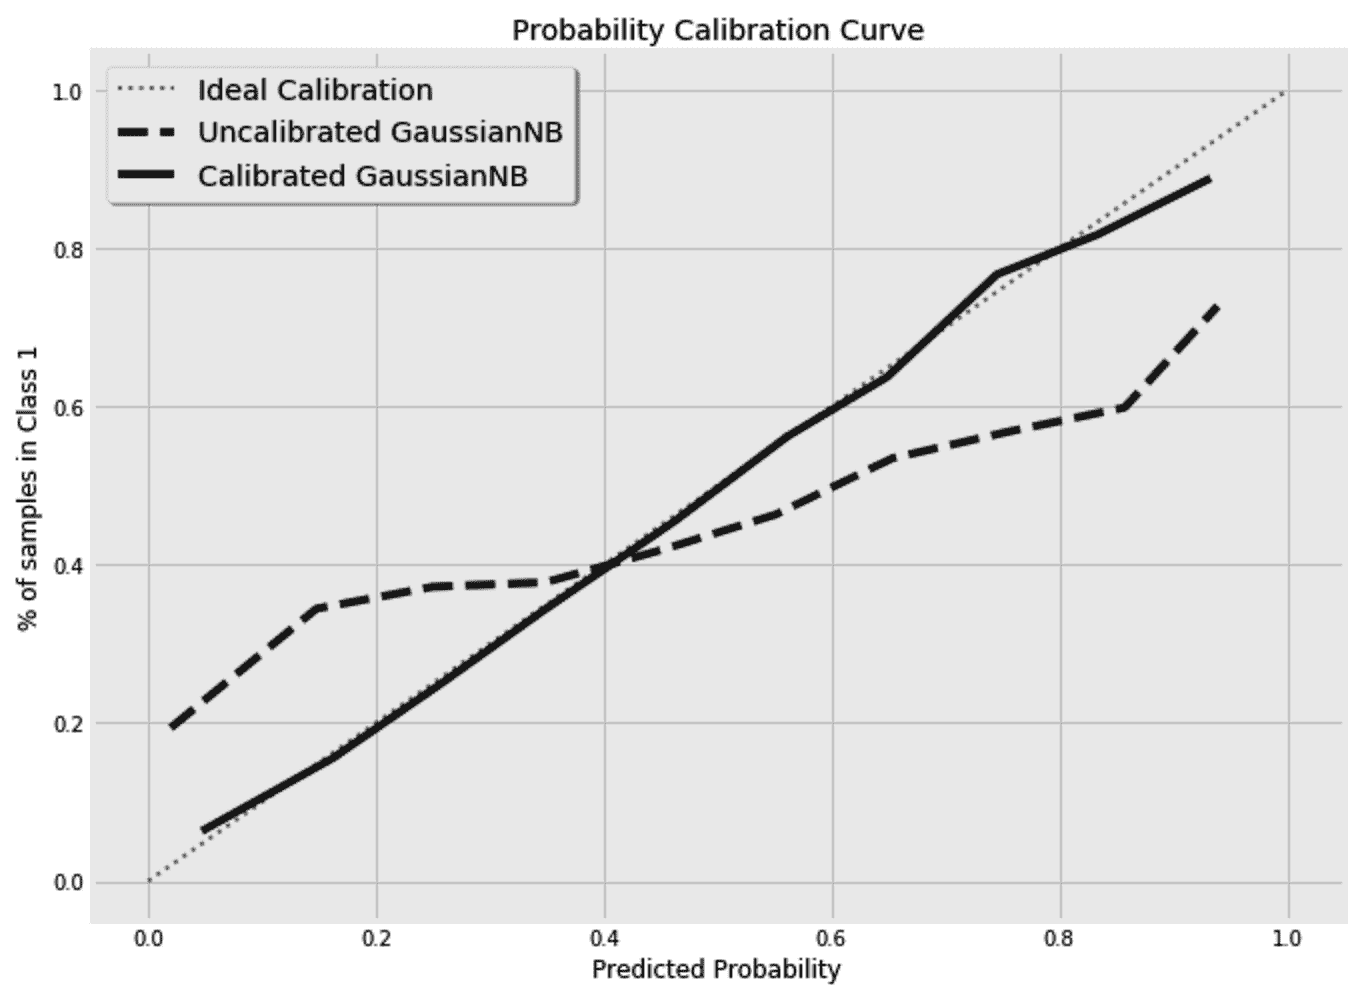 Probability Calibration Curve
Ideal Calibration
Uncalibrated GaussianNB
Calibrated GaussianNB
1.0
0.8
0.6
0.4
0.2
0.0
% of samples in Class 1
0.0 0.2 0.4 0.6 0.8 1.0
Predicted Probability